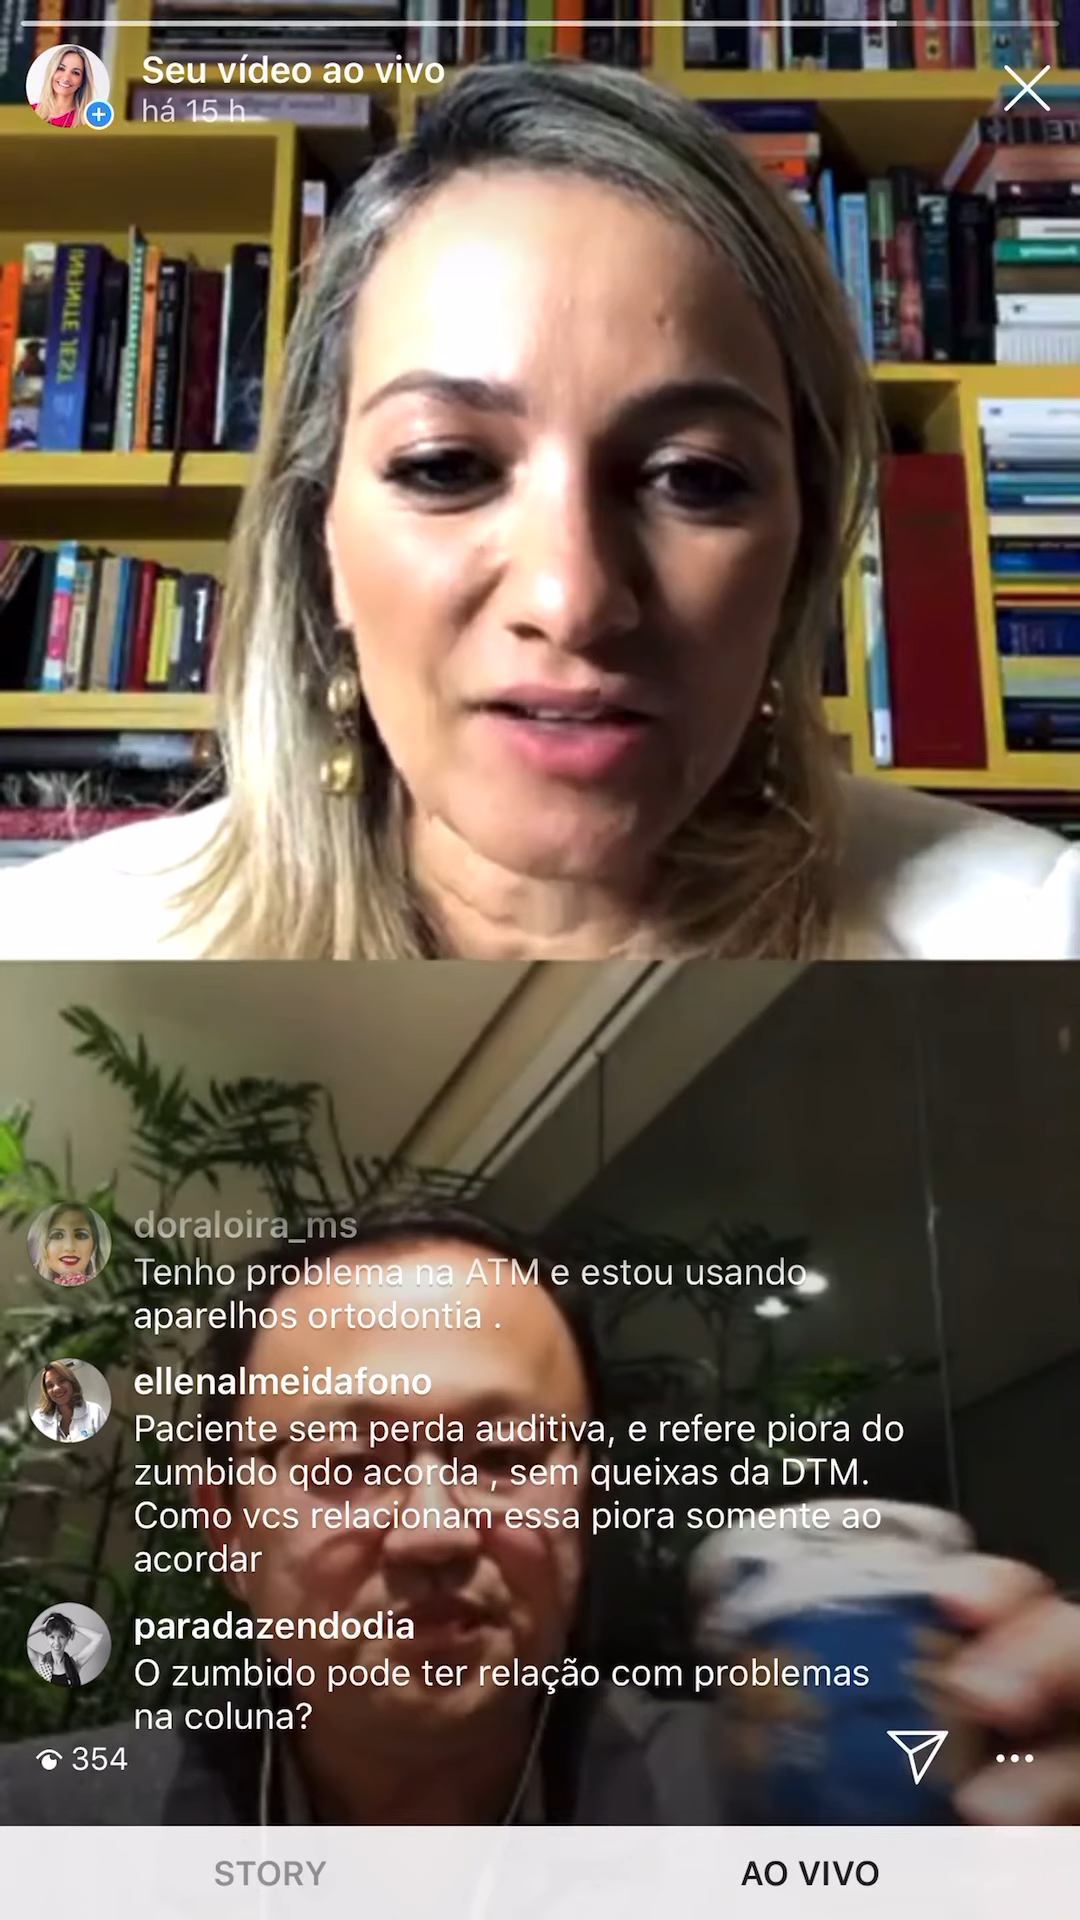 Seu vídeo ao vivo
há 15 h
INFINITE JEST
doraloira_ms
Tenho problema na ATM e estou usando
aparelhos ortodontia .
ellenalmeidafono
Paciente sem perda auditiva, e refere piora do
zumbido qdo acorda , sem queixas da DTM.
Como vcs relacionam essa piora somente ao
acordar
paradazendodia
O zumbido pode ter relação com problemas
na coluna?
354
STORY
AO VIVO